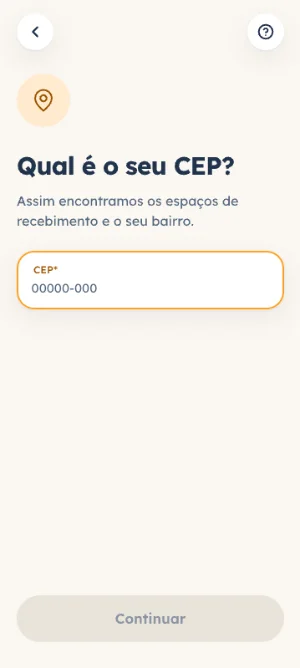 Qual é o seu CEP?
Assim encontramos os espaços de
recebimento e o seu bairro.
CEP*
00000-000
Continuar